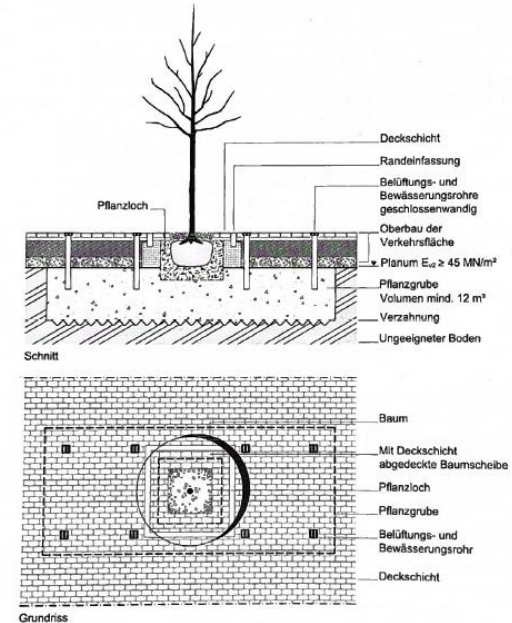 Deckschicht
Randeinfassung
Belüftungs- und
Bewässerungsrohre
geschlossenwandig
Pflanzloch
Oberbau der
Verkehrsfläche
Planum Ev2 ≥ 45 MN/m²
Pflanzgrube
Volumen mind. 12 m³
Verzahnung
Ungeeigneter Boden
Schnitt
Baum
Mit Deckschicht
abgedeckte Baumscheibe
Pflanzloch
Pflanzgrube
Belüftungs- und
Bewässerungsrohr
Deckschicht
Grundriss